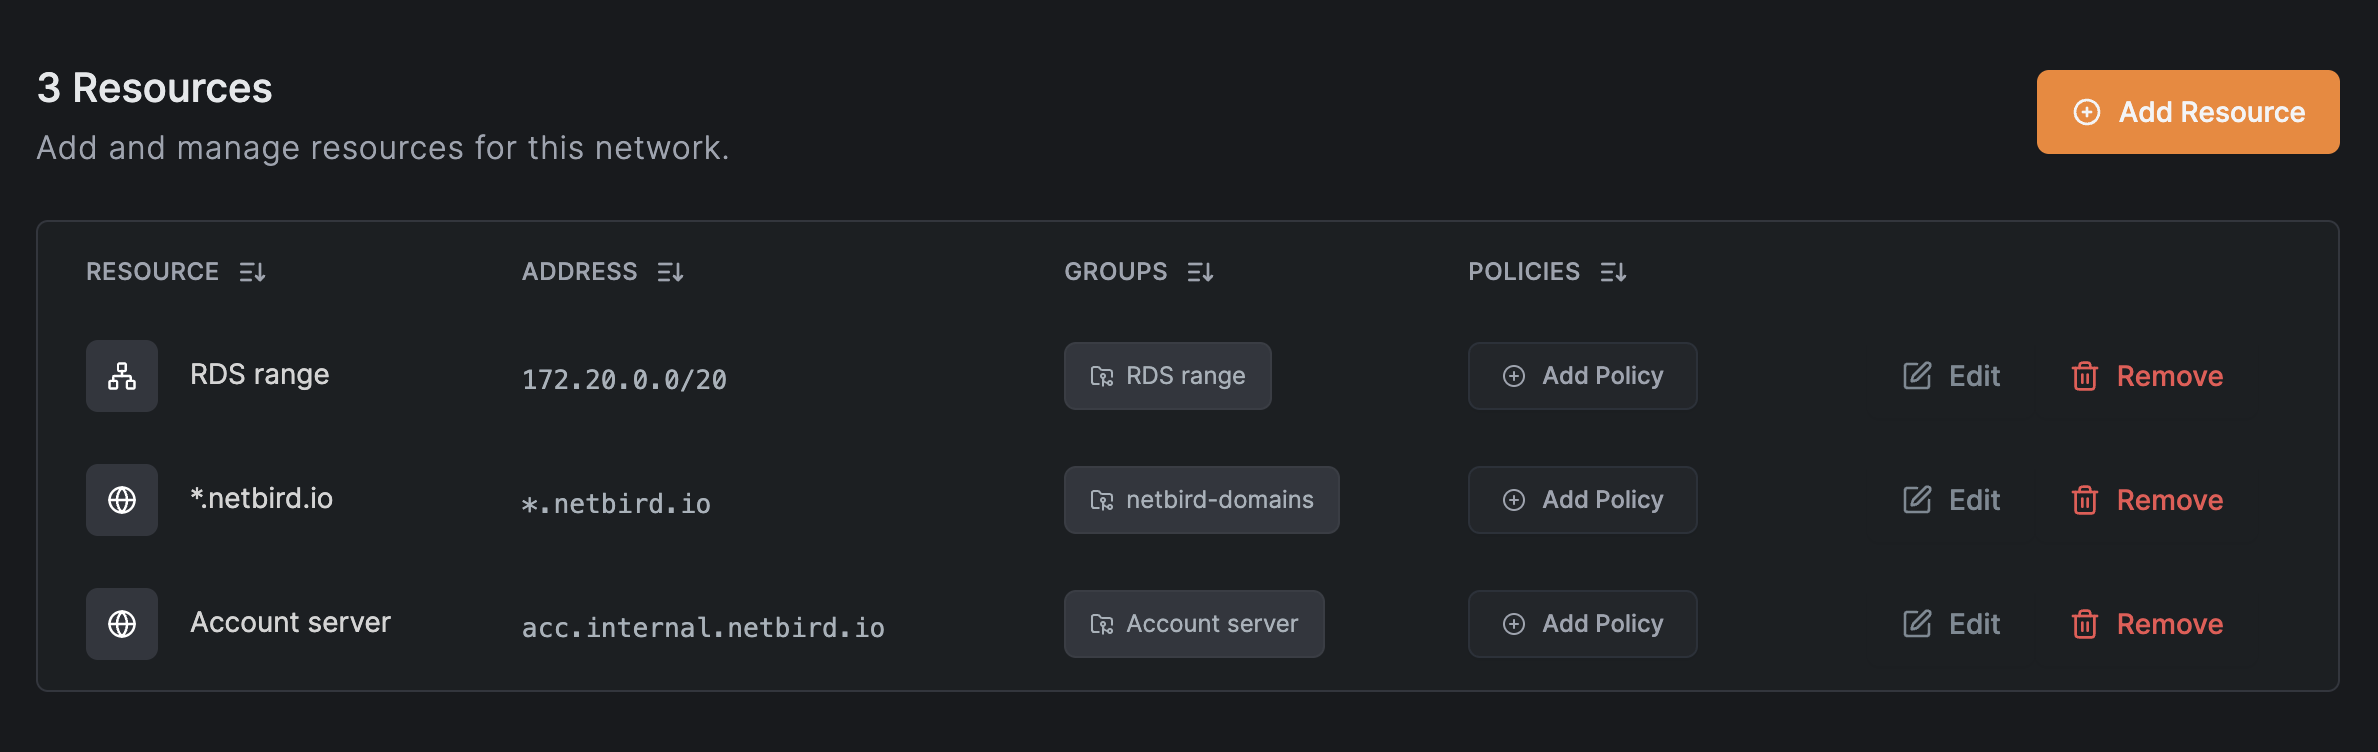 3 Resources
Add and manage resources for this network.
Add Resource
RESOURCE ADDRESS GROUPS POLICIES
RDS range 172.20.0.0/20 RDS range Add Policy Edit Remove
*.netbird.io *.netbird.io netbird-domains Add Policy Edit Remove
Account server acc.internal.netbird.io Account server Add Policy Edit Remove